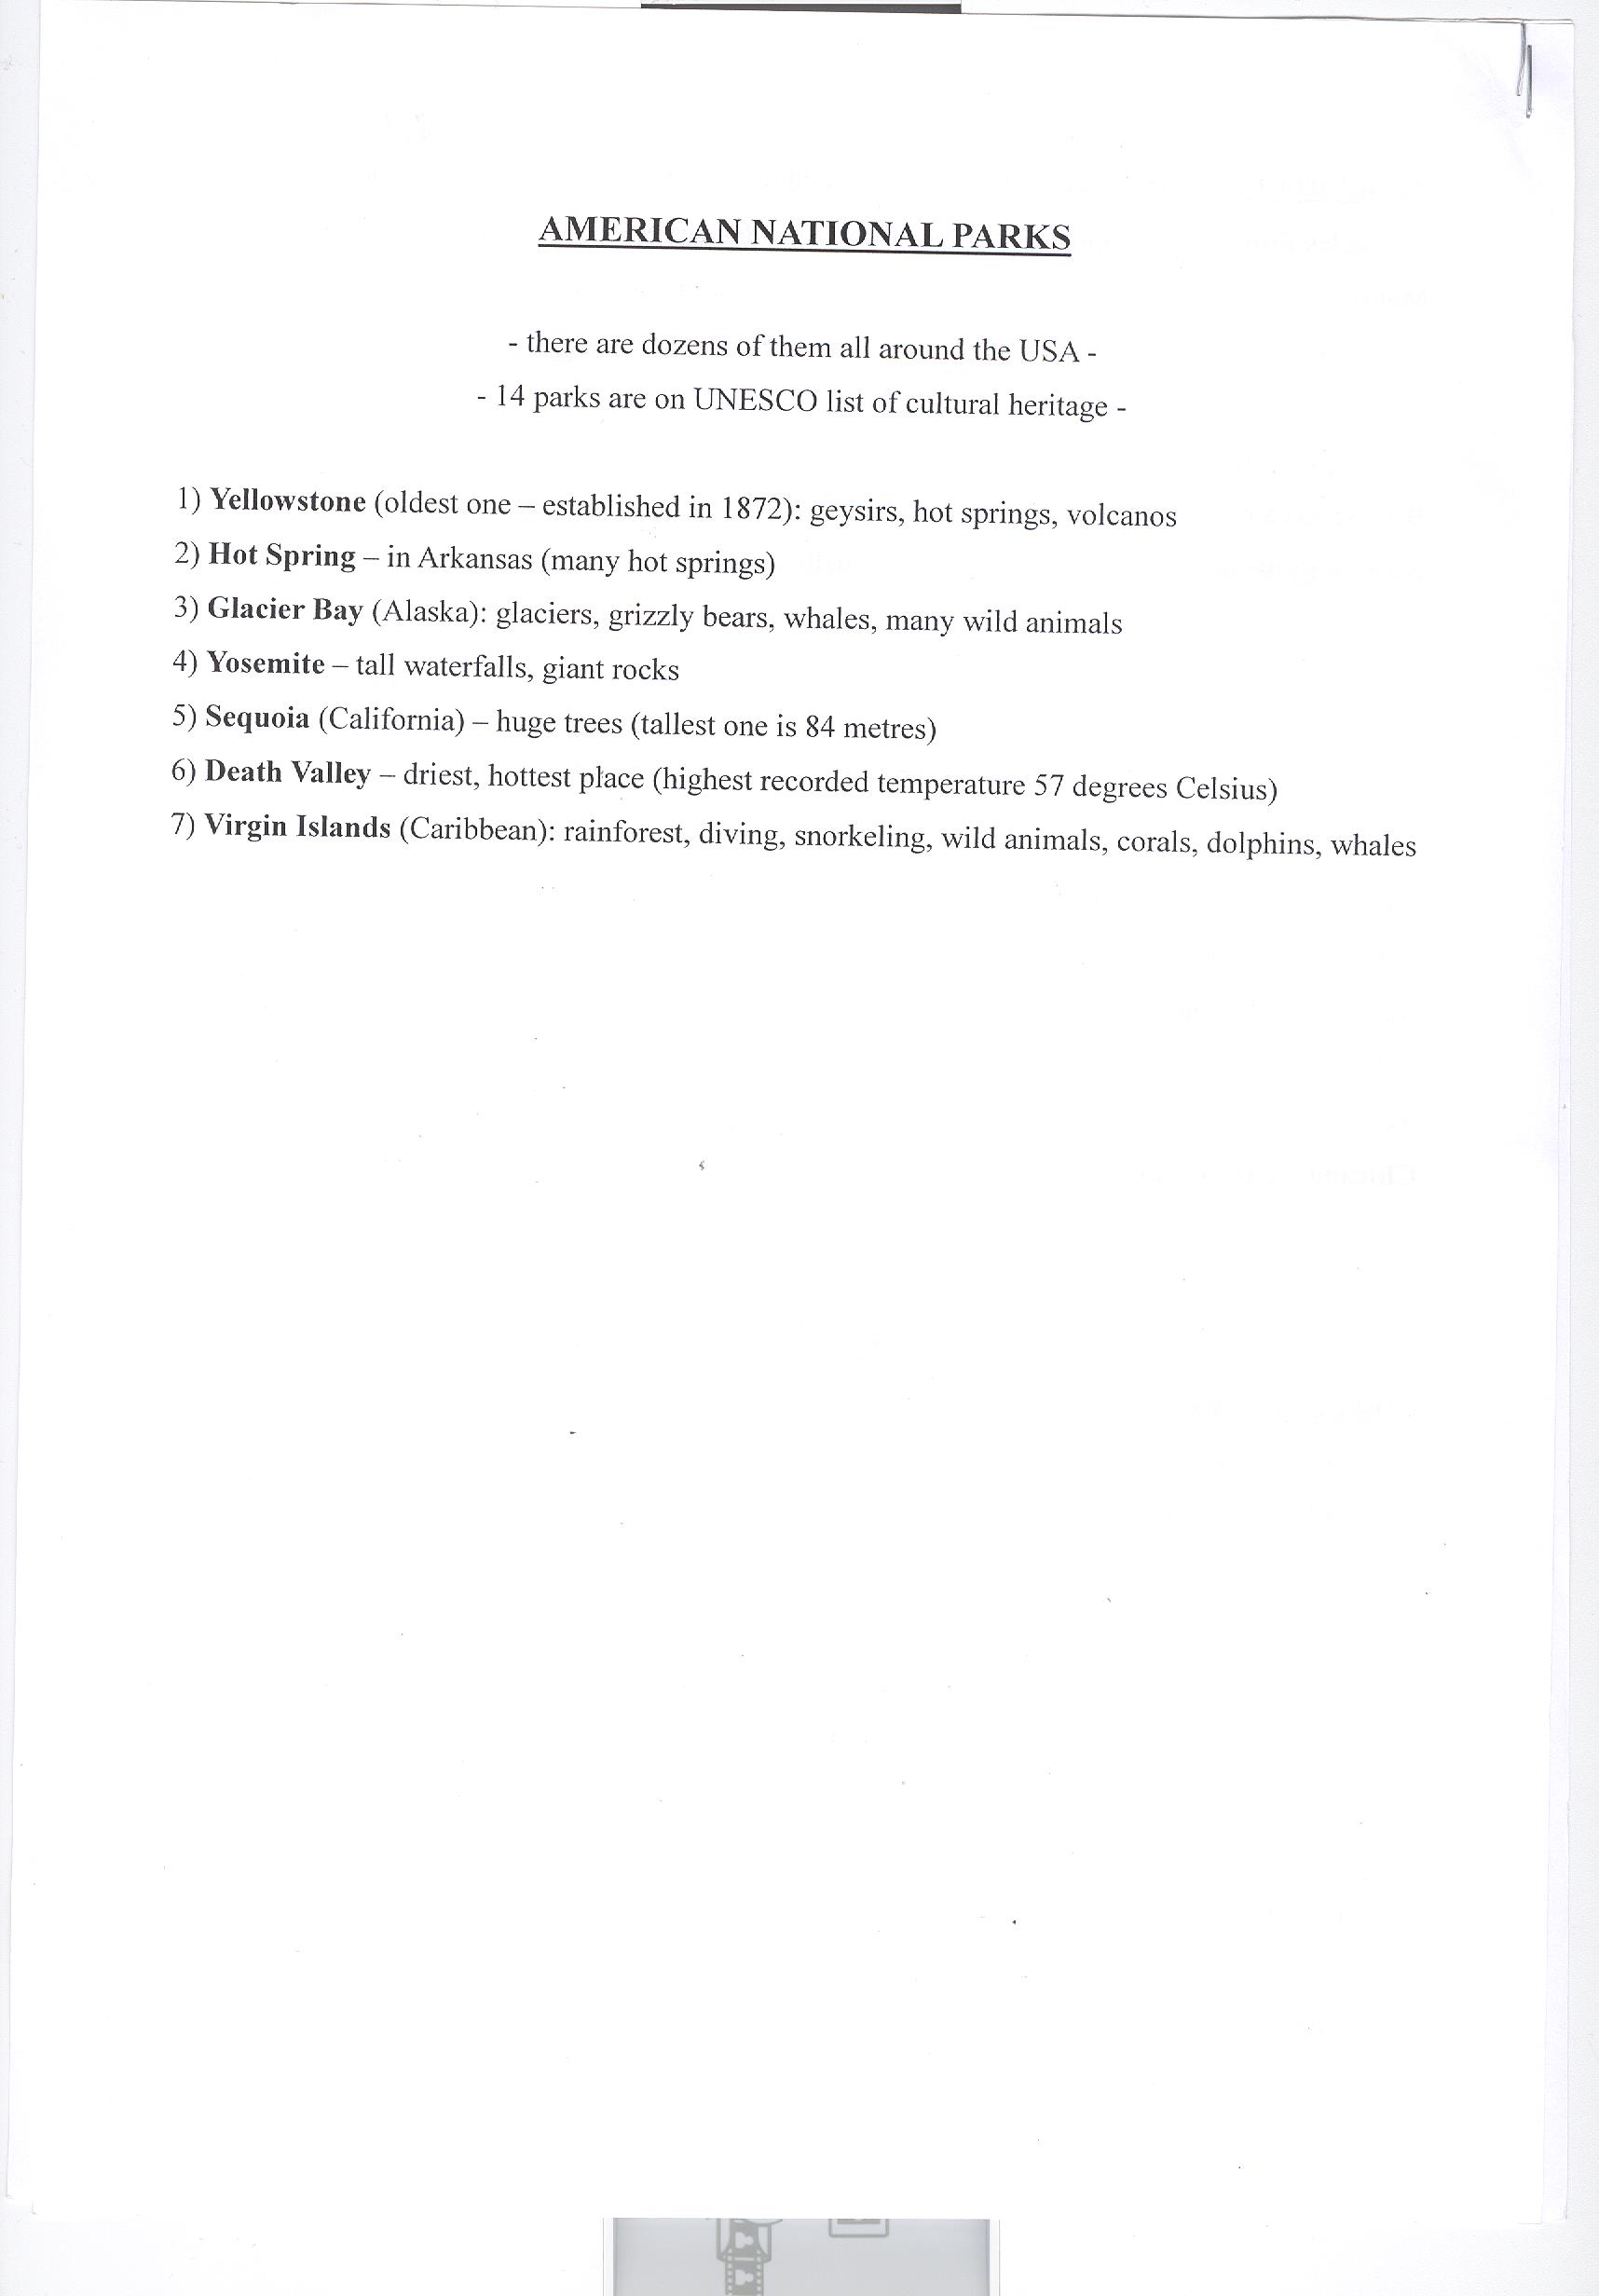 AMERICAN NATIONAL PARKS
- there are dozens of them all around the USA -
- 14 parks are on UNESCO list of cultural heritage -
1) Yellowstone (oldest one – established in 1872): geysirs, hot springs, volcanos
2) Hot Spring – in Arkansas (many hot springs)
3) Glacier Bay (Alaska): glaciers, grizzly bears, whales, many wild animals
4) Yosemite – tall waterfalls, giant rocks
5) Sequoia (California) – huge trees (tallest one is 84 metres)
6) Death Valley – driest, hottest place (highest recorded temperature 57 degrees Celsius)
7) Virgin Islands (Caribbean): rainforest, diving, snorkeling, wild animals, corals, dolphins, whales